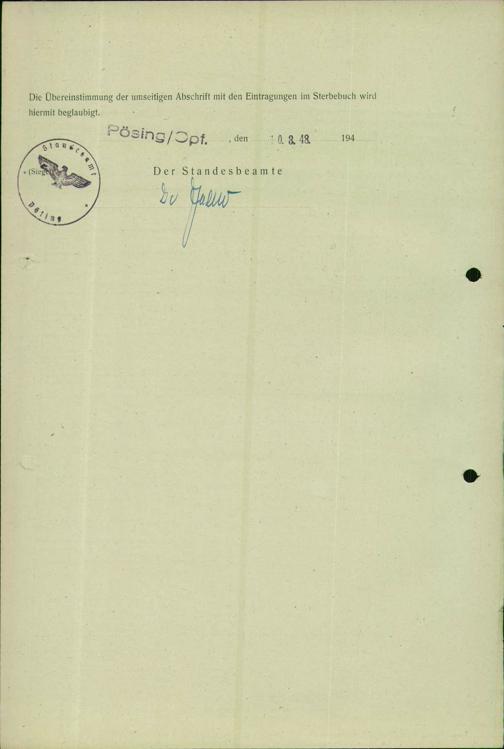 Die Übereinstimmung der umseitigen Abschrift mit den Eintragungen im Sterbebuch wird
hiermit beglaubigt.
Pösing/Opf. , den 10.8.48. 194
Standesamt
(Siegel)
Pösing
Der Standesbeamte